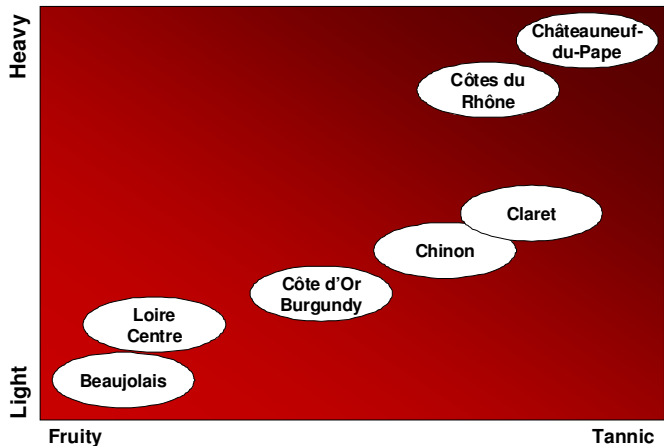 Heavy
Châteauneuf-
du-Pape
Côtes du
Rhône
Claret
Chinon
Côte d'Or
Burgundy
Loire
Centre
Beaujolais
Light
Fruity
Tannic